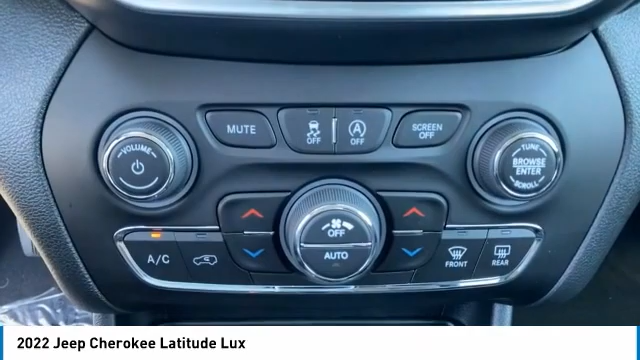 MUTE
OFF
A
OFF
SCREEN
OFF
VOLUME
TUNE
BROWSE
ENTER
SCROLL
OFF
AUTO
A/C
FRONT
REAR
2022 Jeep Cherokee Latitude Lux